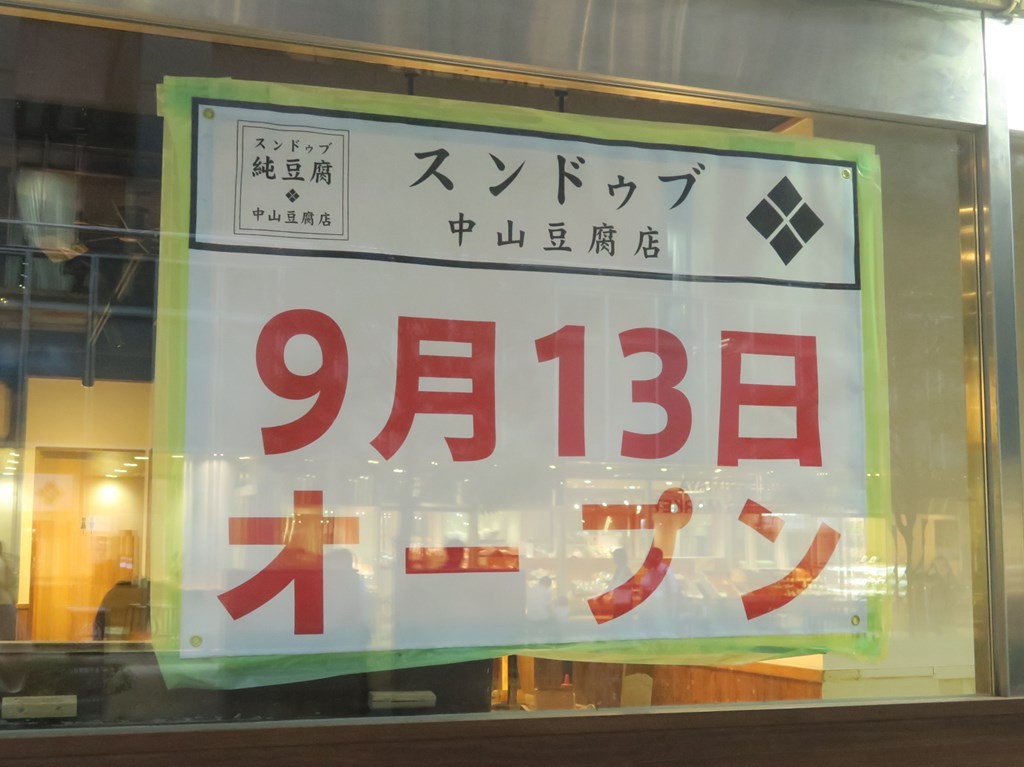 スンドゥブ
純豆腐
中山豆腐店
スンドゥブ
中山豆腐店
9月13日
オープン